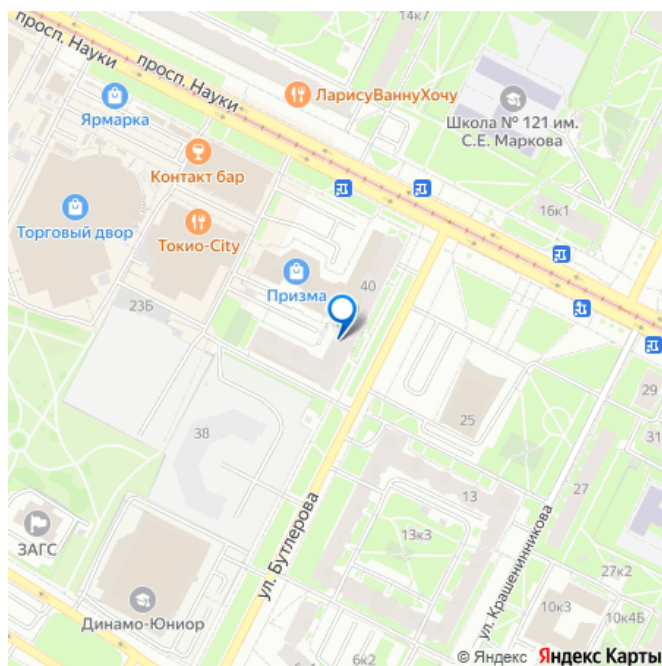 14к7
просп. Науки
просп. Науки
ЛарисуВаннуХочу
Ярмарка
Школа № 121 им.
С.Е. Маркова
Контакт бар
16к1
Торговый двор
Токио-City
Призма
40
23Б
29
25
31
38
13
27
ул. Бутлерова
ул. Крашенинникова
13к3
ЗАГС
27к2
10к3
10к4Б
Динамо-Юниор
6к2
8к4
© Яндекс Яндекс Карты